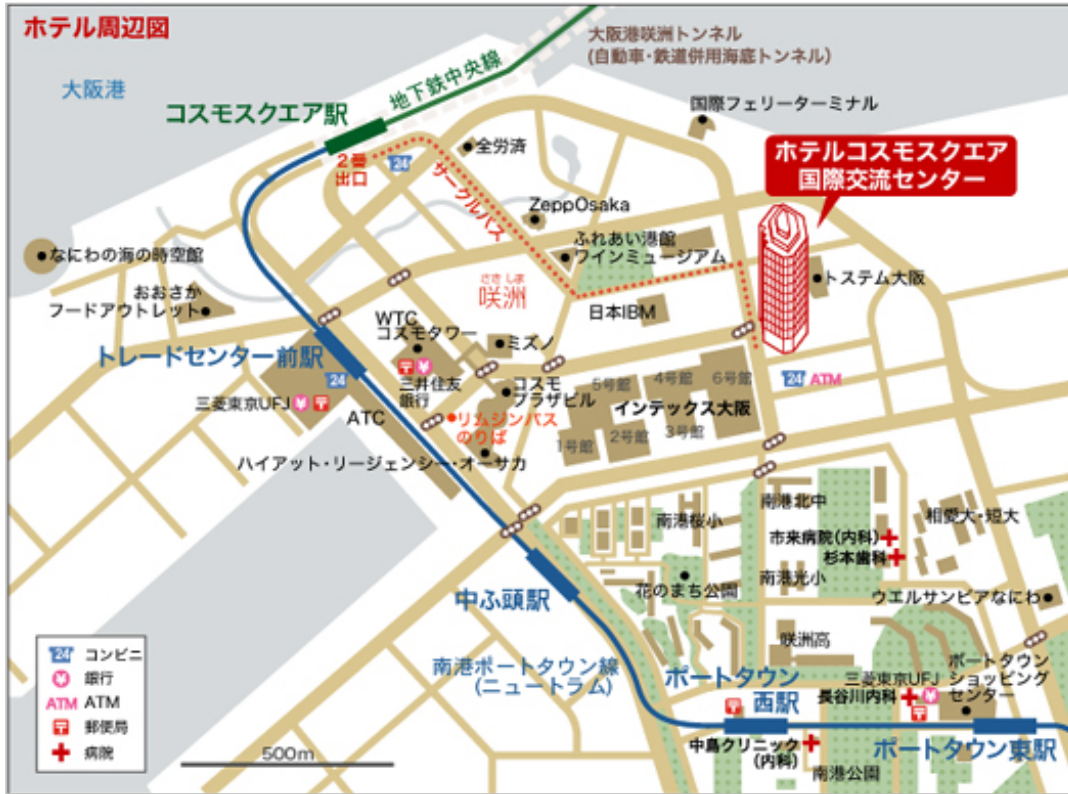 ホテル周辺図
大阪港
大阪港咲洲トンネル
(自動車・鉄道併用海底トンネル)
地下鉄中央線
コスモスクエア駅
国際フェリーターミナル
2番
出口
24
全労済
サークルバス
ホテルコスモスクエア
国際交流センター
ZeppOsaka
ふれあい港館
ワインミュージアム
なにわの海の時空館
さきしま
咲洲
トステム大阪
おおさか
フードアウトレット
日本IBM
WTC
コスモタワー
ミズノ
トレードセンター前駅
24
三井住友
銀行
コスモ
プラザビル
5号館
4号館
6号館
24
ATM
インテックス大阪
三菱東京UFJ
ATC
リムジンバス
のりば
1号館
2号館
3号館
ハイアット・リージェンシー・オーサカ
南港北中
南港桜小
相愛大・短大
市来病院(内科)
杉本歯科
南港光小
花のまち公園
中ふ頭駅
ウエルサンピアなにわ
咲洲高
南港ポートタウン線
(ニュートラム)
ポートタウン
西駅
三菱東京UFJ
長谷川内科
ポートタウン
ショッピング
センター
中島クリニック
(内科)
ポートタウン東駅
南港公園
24 コンビニ
¥ 銀行
ATM ATM
〒 郵便局
病院
500m